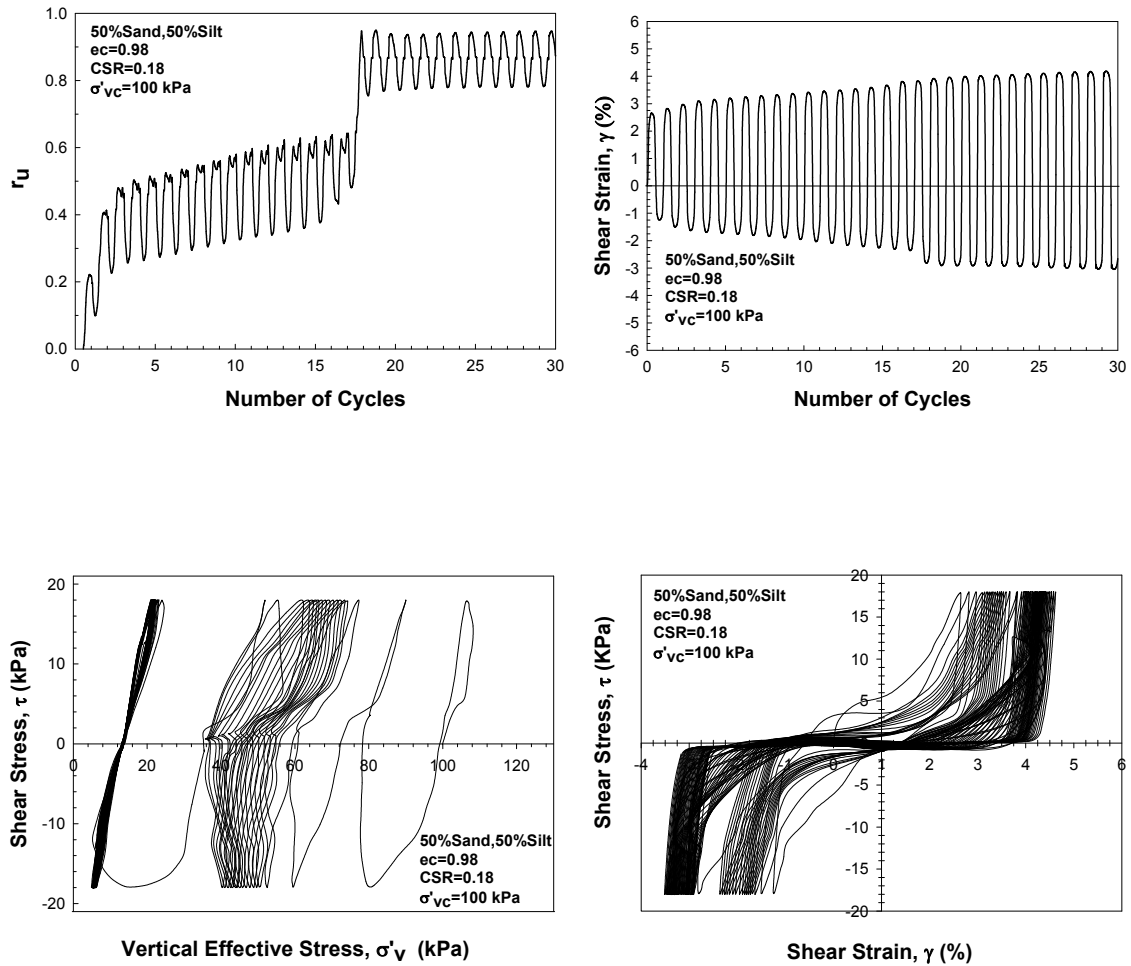 1.0
0.8
0.6
0.4
0.2
0.0
r_u
50%Sand,50%Silt
ec=0.98
CSR=0.18
σ'vc=100 kPa
0 5 10 15 20 25 30
Number of Cycles
6
5
4
3
2
1
0
-1
-2
-3
-4
-5
-6
Shear Strain, γ (%)
50%Sand,50%Silt
ec=0.98
CSR=0.18
σ'vc=100 kPa
0 5 10 15 20 25 30
Number of Cycles
20
10
0
-10
-20
Shear Stress, τ (kPa)
0 20 40 60 80 100 120
50%Sand,50%Silt
ec=0.98
CSR=0.18
σ'vc=100 kPa
Vertical Effective Stress, σ'v (kPa)
20
15
10
5
0
-5
-10
-15
-20
Shear Stress, τ (KPa)
50%Sand,50%Silt
ec=0.98
CSR=0.18
σ'vc=100 kPa
-4 -1 0 1 2 3 4 5 6
Shear Strain, γ (%)